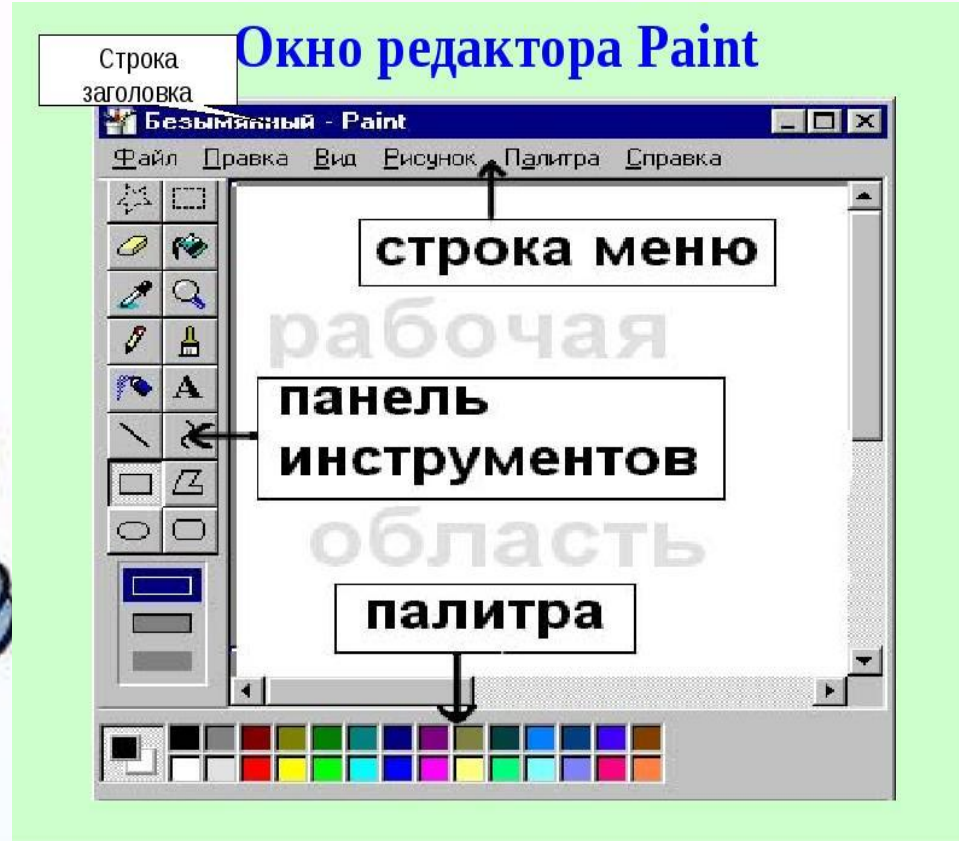 Окно редактора Paint
Строка
заголовка
Безымянный - Paint
Файл Правка Вид Рисунок Палитра Справка
строка меню
рабочая
панель
инструментов
область
палитра